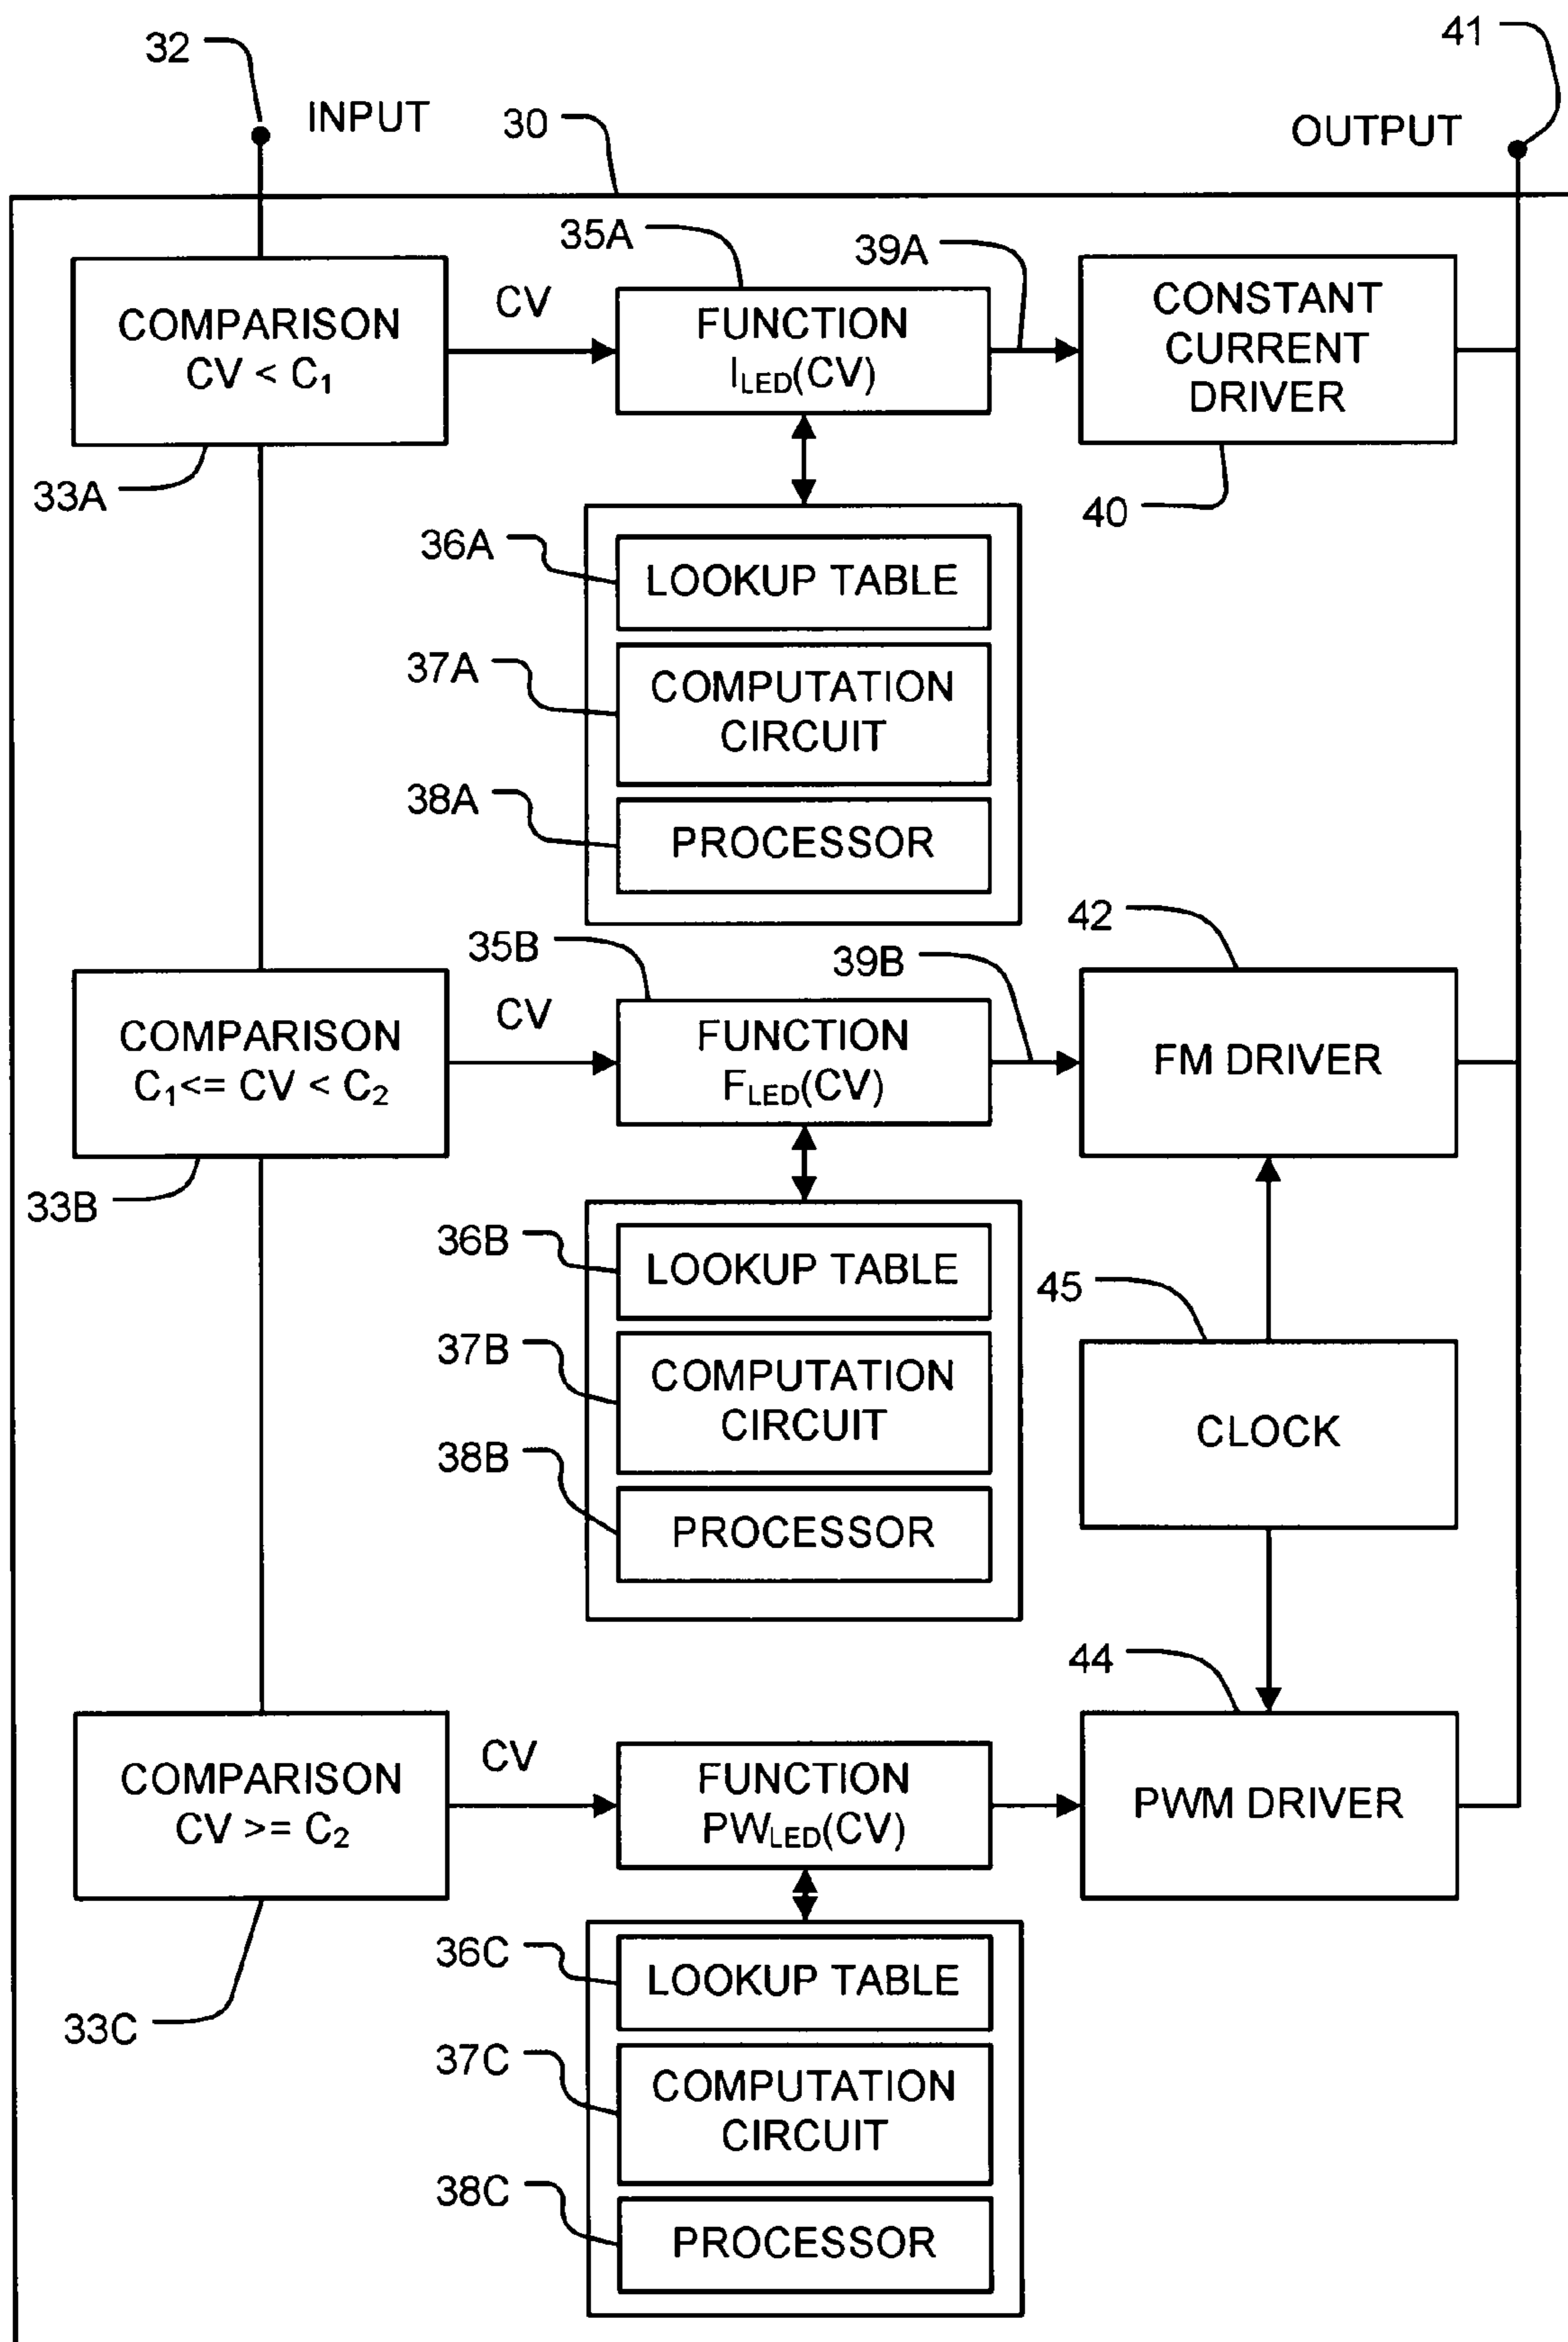 32
41
INPUT
30
OUTPUT
35A
39A
COMPARISON
CV < C₁
CV
FUNCTION
I_LED(CV)
CONSTANT
CURRENT
DRIVER
33A
40
36A
LOOKUP TABLE
37A
COMPUTATION
CIRCUIT
38A
PROCESSOR
42
35B
39B
COMPARISON
C₁<= CV < C₂
CV
FUNCTION
F_LED(CV)
FM DRIVER
33B
36B
LOOKUP TABLE
45
37B
COMPUTATION
CIRCUIT
CLOCK
38B
PROCESSOR
44
COMPARISON
CV >= C₂
CV
FUNCTION
PW_LED(CV)
PWM DRIVER
33C
36C
LOOKUP TABLE
37C
COMPUTATION
CIRCUIT
38C
PROCESSOR